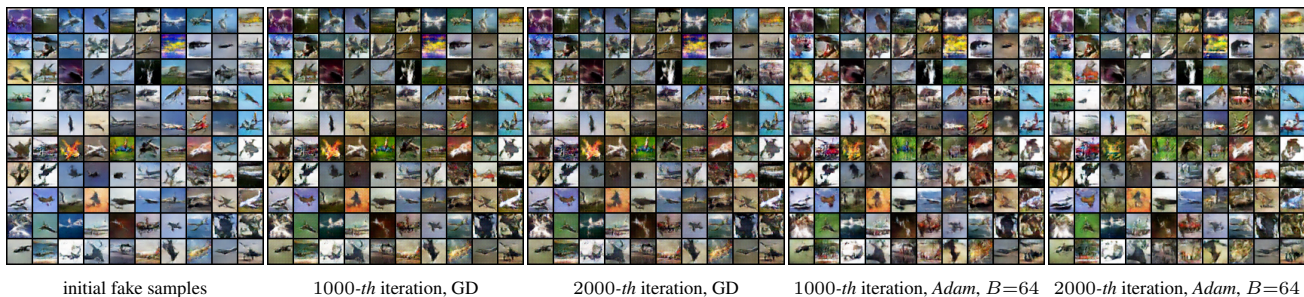 initial fake samples
1000-th iteration, GD
2000-th iteration, GD
1000-th iteration, Adam, B=64
2000-th iteration, Adam, B=64